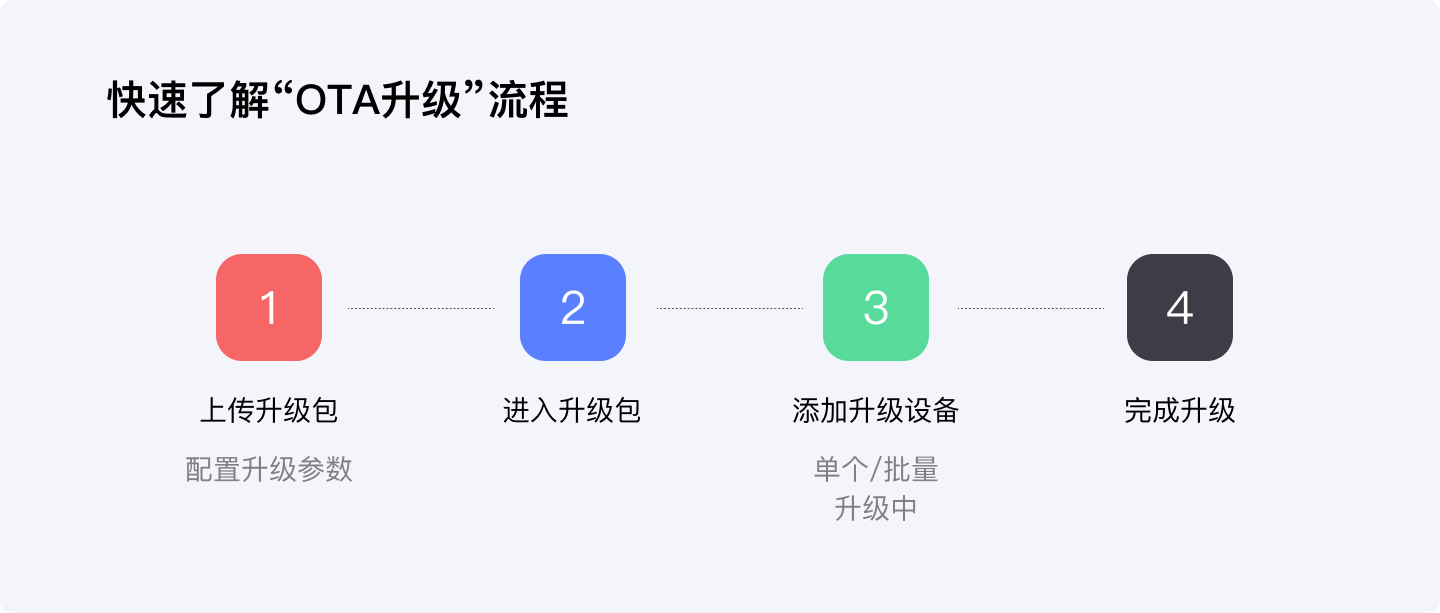 快速了解“OTA升级”流程
1
2
3
4
上传升级包
进入升级包
添加升级设备
完成升级
配置升级参数
单个/批量
升级中